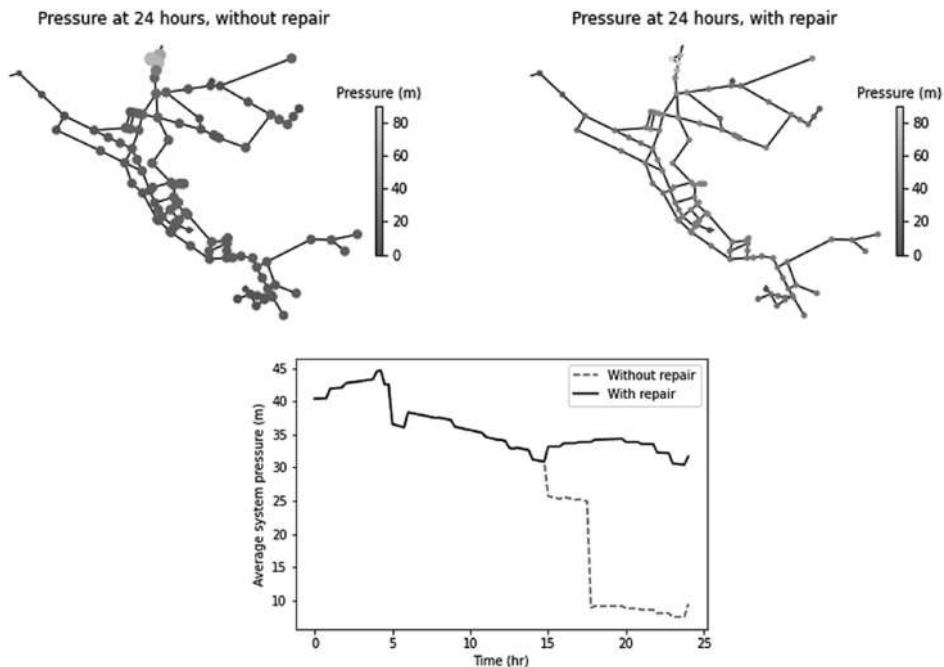 Pressure at 24 hours, without repair
Pressure (m)
80
60
40
20
0
Pressure at 24 hours, with repair
Pressure (m)
80
60
40
20
0
Average system pressure (m)
45
40
35
30
25
20
15
10
Without repair
With repair
0 5 10 15 20 25
Time (hr)